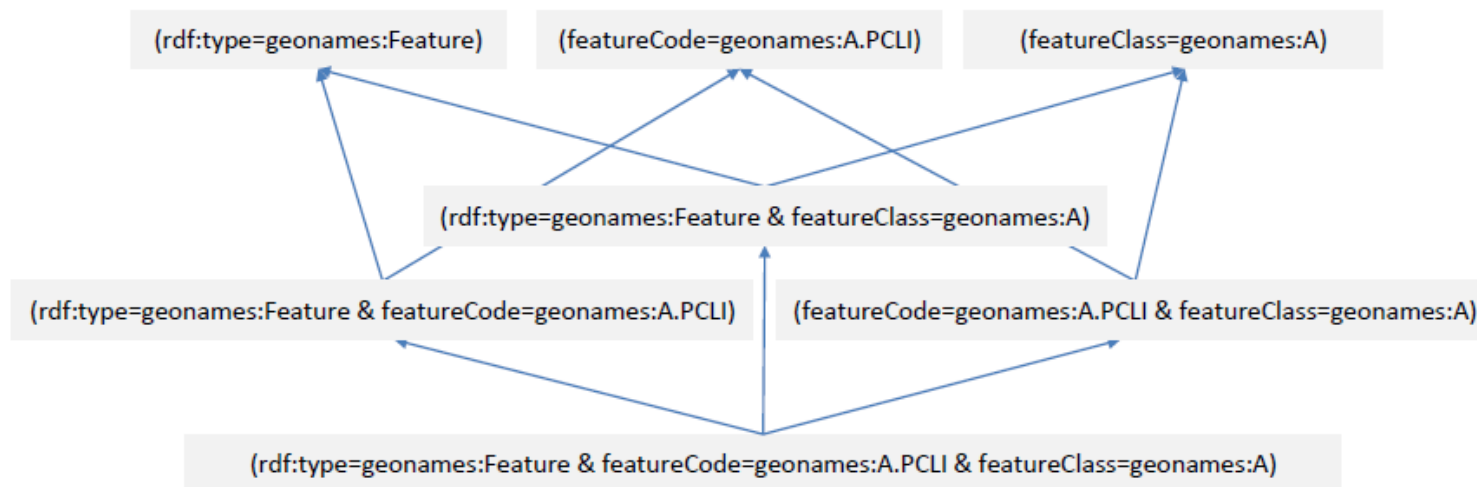 (rdf:type=geonames:Feature)
(featureCode=geonames:A.PCLI)
(featureClass=geonames:A)
(rdf:type=geonames:Feature & featureClass=geonames:A)
(rdf:type=geonames:Feature & featureCode=geonames:A.PCLI)
(featureCode=geonames:A.PCLI & featureClass=geonames:A)
(rdf:type=geonames:Feature & featureCode=geonames:A.PCLI & featureClass=geonames:A)